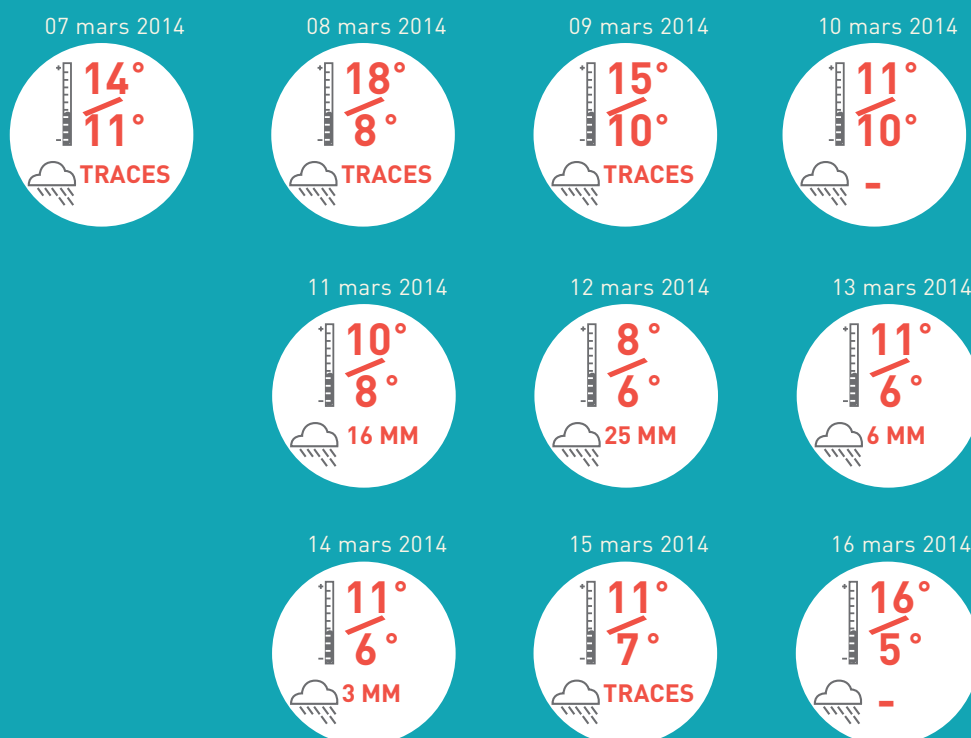 07 mars 2014
14°
11°
TRACES
08 mars 2014
18°
8°
TRACES
09 mars 2014
15°
10°
TRACES
10 mars 2014
11°
10°
-
11 mars 2014
10°
8°
16 MM
12 mars 2014
8°
6°
25 MM
13 mars 2014
11°
6°
6 MM
14 mars 2014
11°
6°
3 MM
15 mars 2014
11°
7°
TRACES
16 mars 2014
16°
5°
-